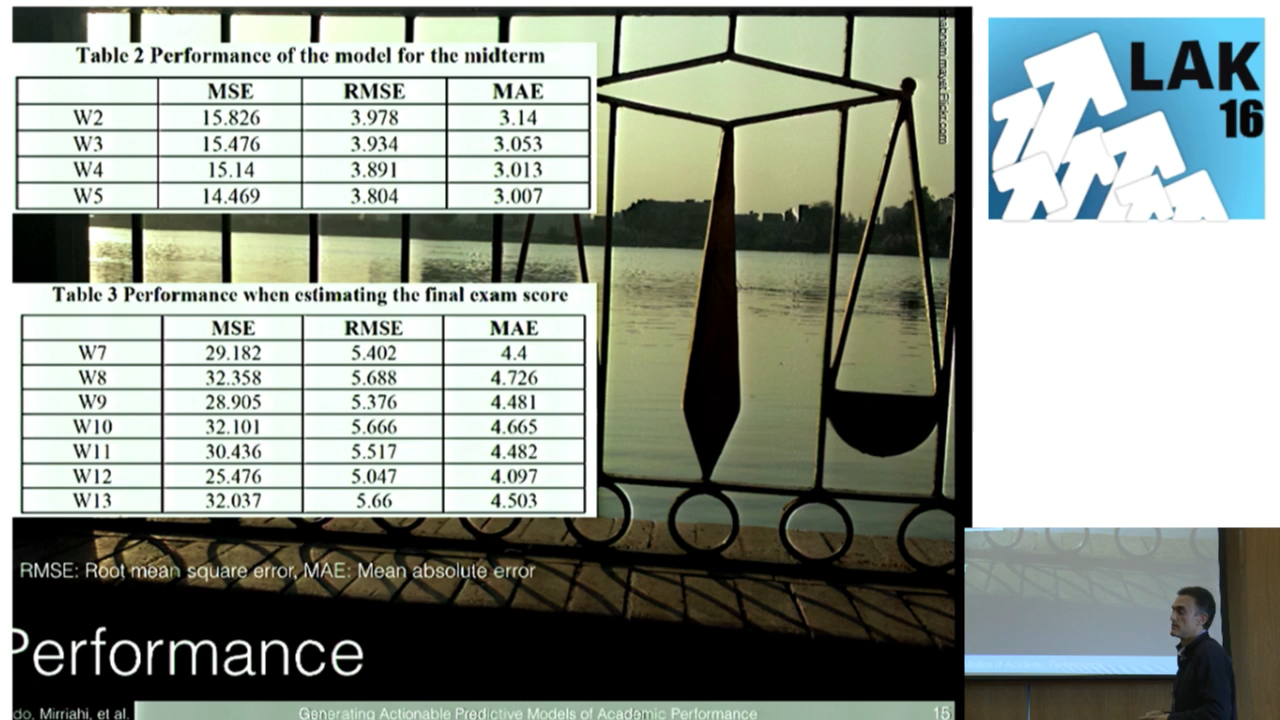 Table 2 Performance of the model for the midterm
MSE RMSE MAE
W2 15.826 3.978 3.14
W3 15.476 3.934 3.053
W4 15.14 3.891 3.013
W5 14.469 3.804 3.007
Table 3 Performance when estimating the final exam score
MSE RMSE MAE
W7 29.182 5.402 4.4
W8 32.358 5.688 4.726
W9 28.905 5.376 4.481
W10 32.101 5.666 4.665
W11 30.436 5.517 4.482
W12 25.476 5.047 4.097
W13 32.037 5.66 4.503
RMSE: Root mean square error, MAE: Mean absolute error
Performance
do, Mirriahi, et al. Generating Actionable Predictive Models of Academic Performance 15
LAK
16